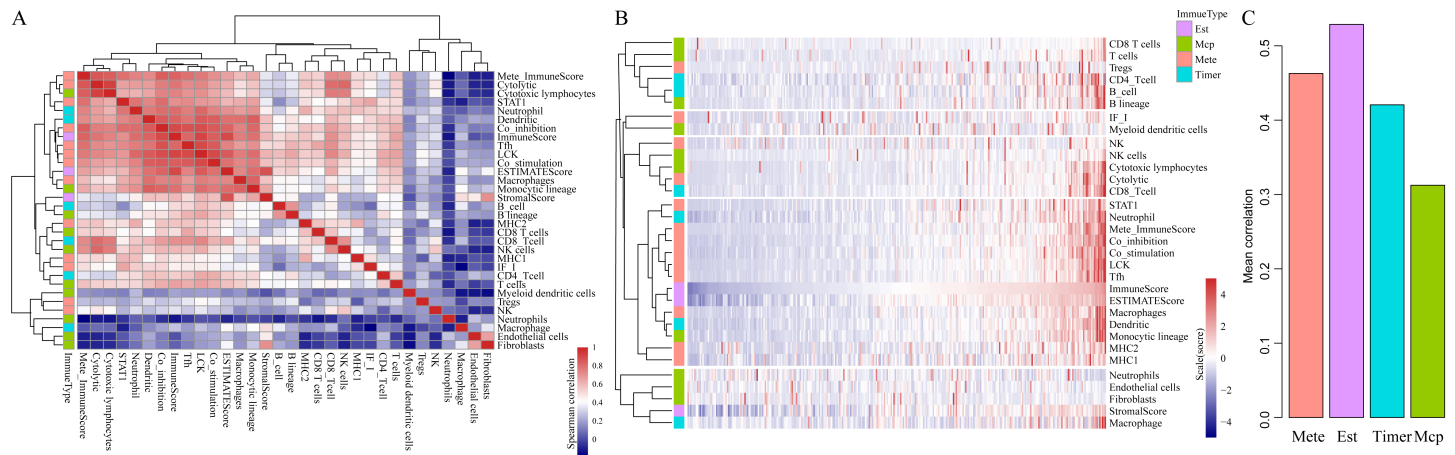 A
Mete_ImmuneScore
Cytolytic
Cytotoxic lymphocytes
STAT1
Neutrophil
Dendritic
Co_inhibition
ImmuneScore
Tfh
LCK
Co_stimulation
ESTIMATEScore
Macrophages
Monocytic lineage
StromalScore
B_cell
B lineage
MHC2
CD8 T cells
CD8_Tcell
NK cells
MHC1
IF_I
CD4_Tcell
T cells
Myeloid dendritic cells
Tregs
NK
Neutrophils
Macrophage
Endothelial cells
Fibroblasts
ImmueType
Mete_ImmuneScore
Cytolytic
Cytotoxic lymphocytes
STAT1
Neutrophil
Dendritic
Co_inhibition
ImmueScore
Tfh
LCK
Co_stimulation
ESTIMATEScore
Macrophages
Monocytic lineage
StromalScore
B_cell
B lineage
MHC2
CD8 T cells
CD8_Tcell
NK cells
MHC1
IF_I
CD4_Tcell
T cells
Myeloid dendritic cells
Tregs
NK
Neutrophils
Macrophage
Endothelial cells
Fibroblasts
Spearman correlation
1
0.8
0.6
0.4
0.2
0
B
CD8 T cells
T cells
Tregs
CD4_Tcell
B_cell
B lineage
IF_I
Myeloid dendritic cells
NK
NK cells
Cytotoxic lymphocytes
Cytolytic
CD8_Tcell
STAT1
Neutrophil
Mete_ImmuneScore
Co_inhibition
Co_stimulation
LCK
Tfh
ImmuneScore
ESTIMATEScore
Macrophages
Dendritic
Monocytic lineage
MHC2
MHC1
Neutrophils
Endothelial cells
Fibroblasts
StromalScore
Macrophage
ImmueType
Est
Mcp
Mete
Timer
Scale(socre)
4
2
0
−2
−4
C
Mean correlation
0.5
0.4
0.3
0.2
0.1
0.0
Mete Est Timer Mcp